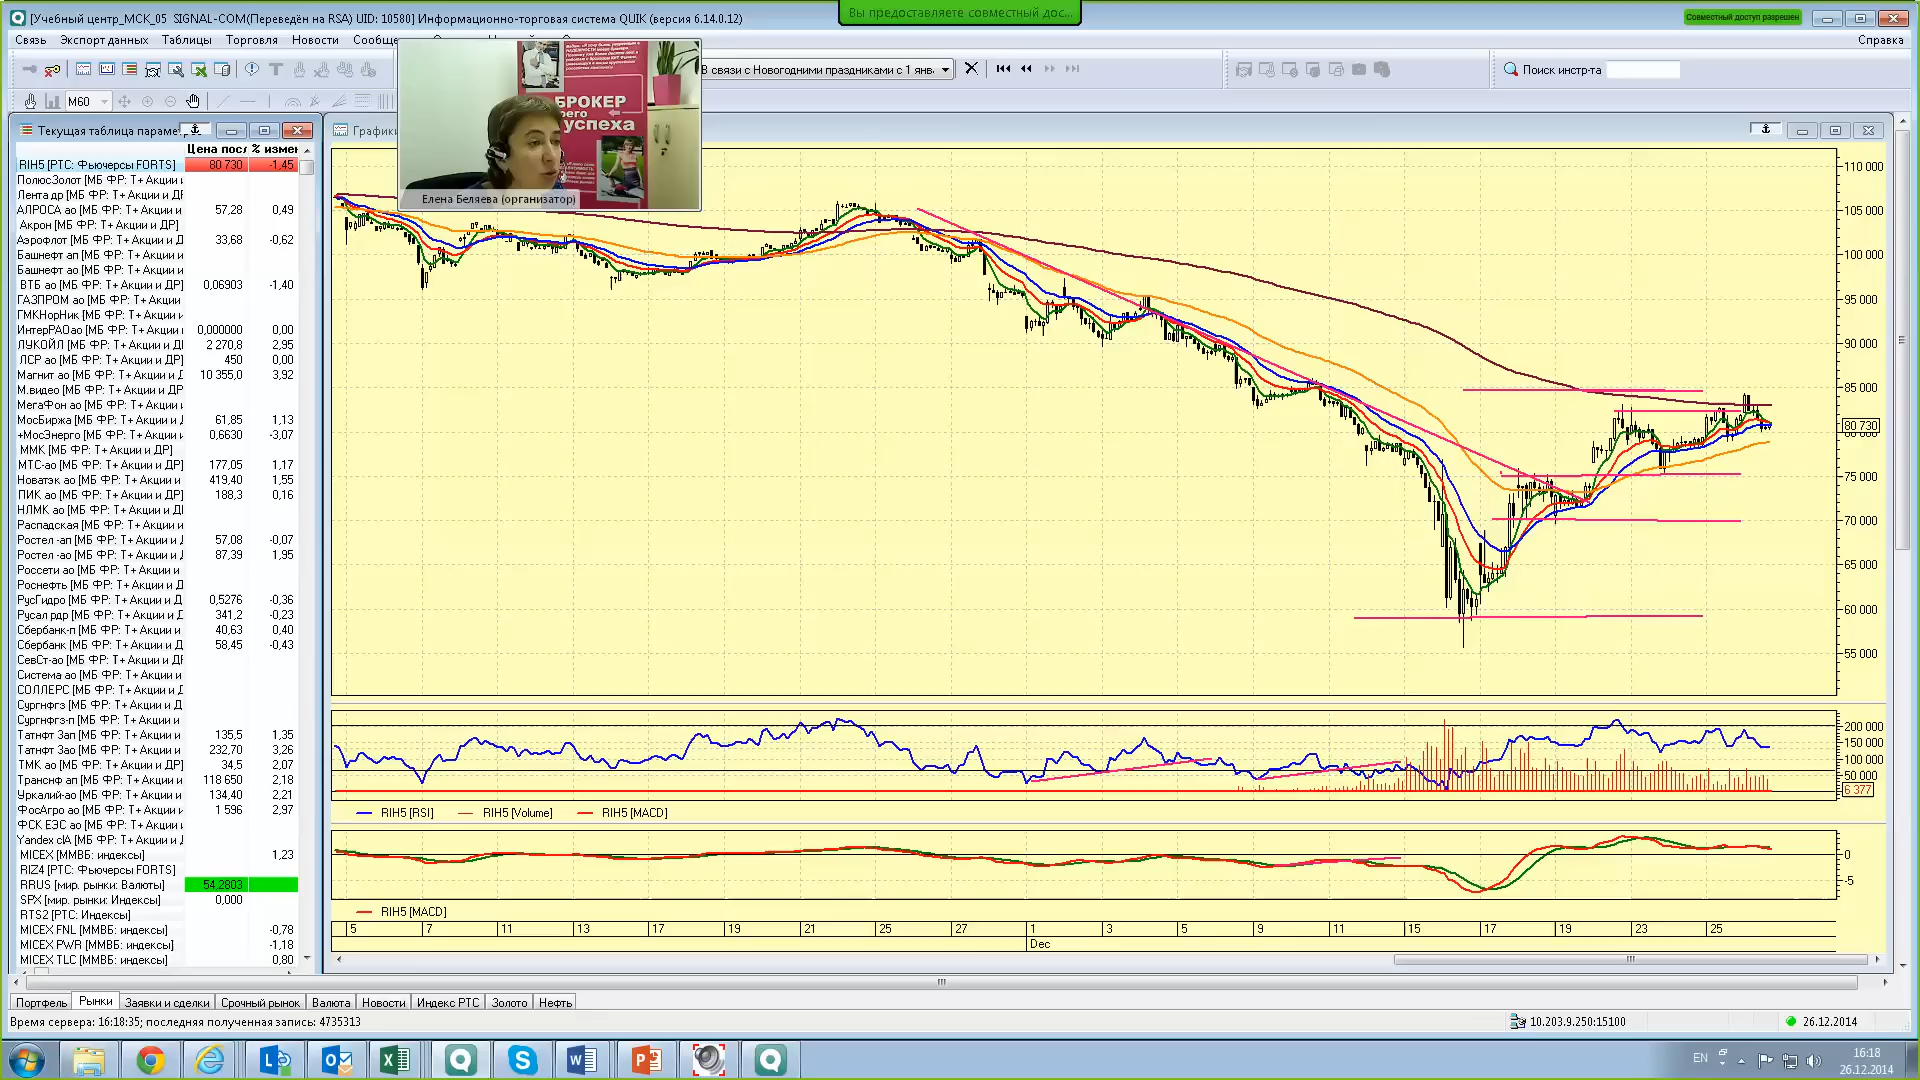 [Учебный центр_МСК_05 SIGNAL-COM(Переведён на RSA) UID: 10580] Информационно-торговая система QUIK (версия 6.14.0.12)
Вы предоставляете совместный дос...
Совместный доступ разрешен
Связь Экспорт данных Таблицы Торговля Новости Сообще
Справка
В связи с Новогодними праздниками с 1 янв.
Поиск инстр-та
M60
БРОКЕР
его
успеха
Елена Беляева (организатор)
Текущая таблица параме
Графики
Цена посл % измен
RIH5 [РТС: Фьючерсы FORTS] 80 730 -1,45
ПолюсЗолот [МБ ФР: Т+ Акции и
Лента др [МБ ФР: Т+ Акции и ДР
АЛРОСА ао [МБ ФР: Т+ Акции и 57,28 0,49
Акрон [МБ ФР: Т+ Акции и ДР]
Аэрофлот [МБ ФР: Т+ Акции и Д 33,68 -0,62
Башнефт ап [МБ ФР: Т+ Акции и
Башнефт ао [МБ ФР: Т+ Акции и
ВТБ ао [МБ ФР: Т+ Акции и ДР] 0,06903 -1,40
ГАЗПРОМ ао [МБ ФР: Т+ Акции
ГМКНорНик [МБ ФР: Т+ Акции и
ИнтерРАОао [МБ ФР: Т+ Акции 0,000000 0,00
ЛУКОЙЛ [МБ ФР: Т+ Акции и Д 2 270,8 2,95
ЛСР ао [МБ ФР: Т+ Акции и ДР] 450 0,00
Магнит ао [МБ ФР: Т+ Акции и 10 355,0 3,92
М.видео [МБ ФР: Т+ Акции и ДР
МегаФон ао [МБ ФР: Т+ Акции
МосБиржа [МБ ФР: Т+ Акции и 61,85 1,13
+МосЭнерго [МБ ФР: Т+ Акции 0,6630 -3,07
ММК [МБ ФР: Т+ Акции и ДР]
МТС-ао [МБ ФР: Т+ Акции и ДР] 177,05 1,17
Новатэк ао [МБ ФР: Т+ Акции и 419,40 1,55
ПИК ао [МБ ФР: Т+ Акции и ДР] 188,3 0,16
НЛМК ао [МБ ФР: Т+ Акции и Д
Распадская [МБ ФР: Т+ Акции и
Ростел -ап [МБ ФР: Т+ Акции и 57,08 -0,07
Ростел -ао [МБ ФР: Т+ Акции и 87,39 1,95
Россети ао [МБ ФР: Т+ Акции и
Роснефть [МБ ФР: Т+ Акции и Д
РусГидро [МБ ФР: Т+ Акции и Д 0,5276 -0,36
Русал рдр [МБ ФР: Т+ Акции и 341,2 -0,23
Сбербанк-п [МБ ФР: Т+ Акции и 40,63 0,40
Сбербанк [МБ ФР: Т+ Акции и 58,45 -0,43
СевСт-ао [МБ ФР: Т+ Акции и ДР
Система ао [МБ ФР: Т+ Акции и
СОЛЛЕРС [МБ ФР: Т+ Акции и Д
Сургнфгз [МБ ФР: Т+ Акции и
Сургнфгз-п [МБ ФР: Т+ Акции и
Татнфт 3ап [МБ ФР: Т+ Акции 135,5 1,35
Татнфт 3ао [МБ ФР: Т+ Акции 232,70 3,26
ТМК ао [МБ ФР: Т+ Акции и ДР] 34,5 2,07
Транснф ап [МБ ФР: Т+ Акции 118 650 2,18
Уркалий-ао [МБ ФР: Т+ Акции 134,40 2,21
ФосАгро ао [МБ ФР: Т+ Акции 1 596 2,97
ФСК ЕЭС ао [МБ ФР: Т+ Акции
Yandex clA [МБ ФР: Т+ Акции и
MICEX [ММВБ: индексы] 1,23
RIZ4 [РТС: Фьючерсы FORTS]
RRUS [мир. рынки: Валюты] 54,2803
SPX [мир. рынки: Индексы] 0,000
RTS2 [РТС: Индексы]
MICEX FNL [ММВБ: индексы] -0,78
MICEX PWR [ММВБ: индексы] -1,18
MICEX TLC [ММВБ: индексы] 0,80
110 000
105 000
100 000
95 000
90 000
85 000
80 730
80 000
75 000
70 000
65 000
60 000
55 000
200 000
150 000
100 000
50 000
6 377
RIH5 [RSI] RIH5 [Volume] RIH5 [MACD]
0
-5
RIH5 [MACD]
5 7 11 13 17 19 21 25 27 1 3 5 9 11 15 17 19 23 25
Dec
Портфель Рынки Заявки и сделки Срочный рынок Валюта Новости Индекс РТС Золото Нефть
Время сервера: 16:18:35; последняя полученная запись: 4735313
10.203.9.250:15100
26.12.2014
EN
16:18
26.12.2014